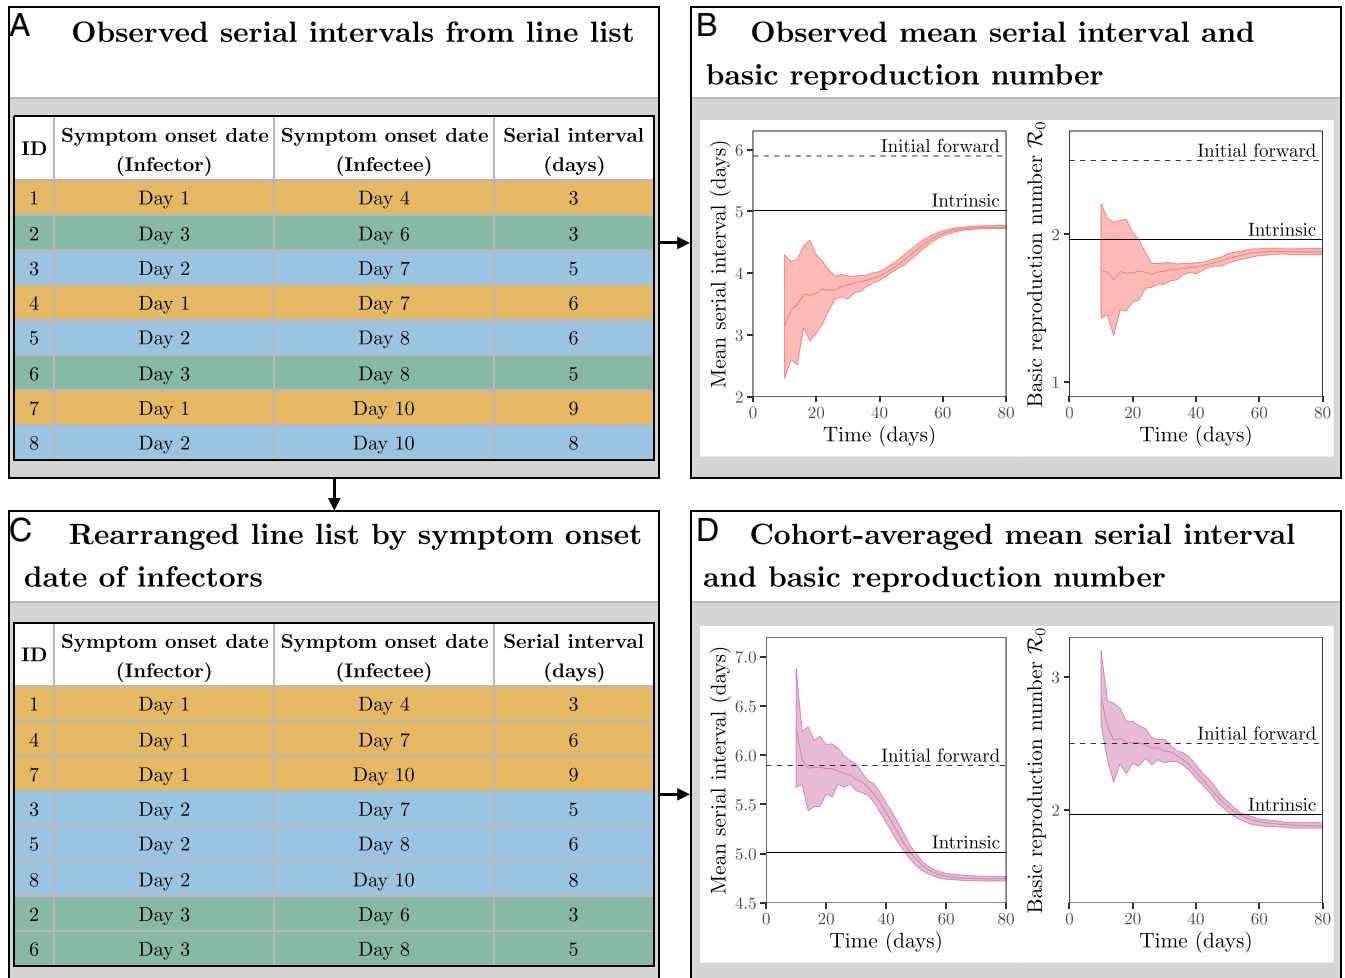 A Observed serial intervals from line list
ID Symptom onset date (Infector) Symptom onset date (Infectee) Serial interval (days)
1 Day 1 Day 4 3
2 Day 3 Day 6 3
3 Day 2 Day 7 5
4 Day 1 Day 7 6
5 Day 2 Day 8 6
6 Day 3 Day 8 5
7 Day 1 Day 10 9
8 Day 2 Day 10 8
B Observed mean serial interval and
basic reproduction number
Mean serial interval (days)
6
5
4
3
2
Initial forward
Intrinsic
0 20 40 60 80
Time (days)
Basic reproduction number R0
2
1
Initial forward
Intrinsic
0 20 40 60 80
Time (days)
C Rearranged line list by symptom onset
date of infectors
ID Symptom onset date (Infector) Symptom onset date (Infectee) Serial interval (days)
1 Day 1 Day 4 3
4 Day 1 Day 7 6
7 Day 1 Day 10 9
3 Day 2 Day 7 5
5 Day 2 Day 8 6
8 Day 2 Day 10 8
2 Day 3 Day 6 3
6 Day 3 Day 8 5
D Cohort-averaged mean serial interval
and basic reproduction number
Mean serial interval (days)
7.0
6.5
6.0
5.5
5.0
4.5
Initial forward
Intrinsic
0 20 40 60 80
Time (days)
Basic reproduction number R0
3
2
Initial forward
Intrinsic
0 20 40 60 80
Time (days)